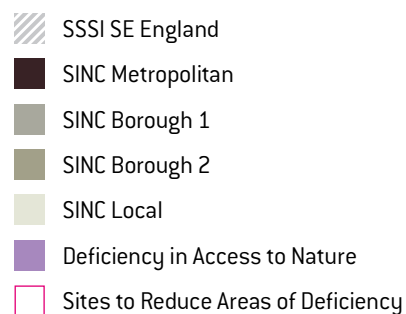 SSSI SE England
SINC Metropolitan
SINC Borough 1
SINC Borough 2
SINC Local
Deficiency in Access to Nature
Sites to Reduce Areas of Deficiency